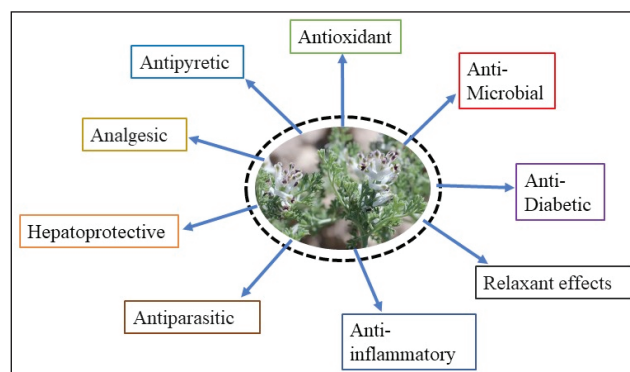 Antioxidant
Antipyretic
Anti-
Microbial
Analgesic
Anti-
Diabetic
Hepatoprotective
Relaxant effects
Antiparasitic
Anti-
inflammatory